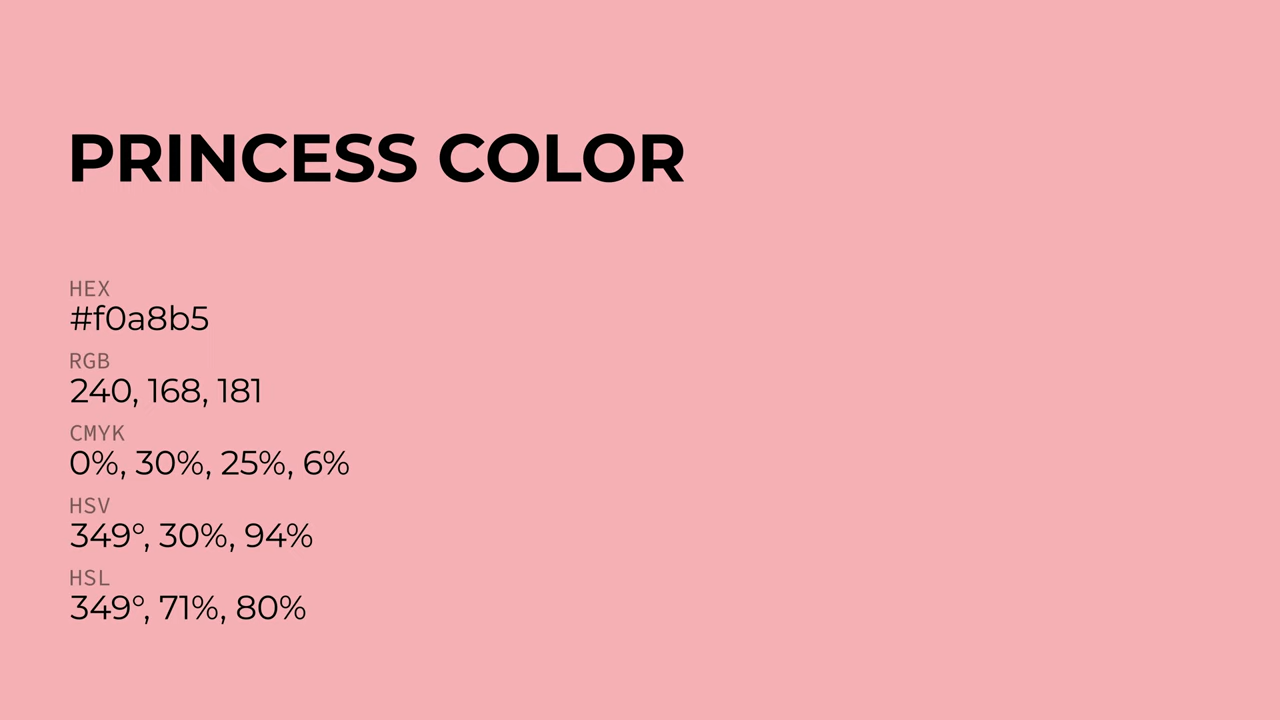 PRINCESS COLOR
HEX
#f0a8b5
RGB
240, 168, 181
CMYK
0%, 30%, 25%, 6%
HSV
349°, 30%, 94%
HSL
349°, 71%, 80%